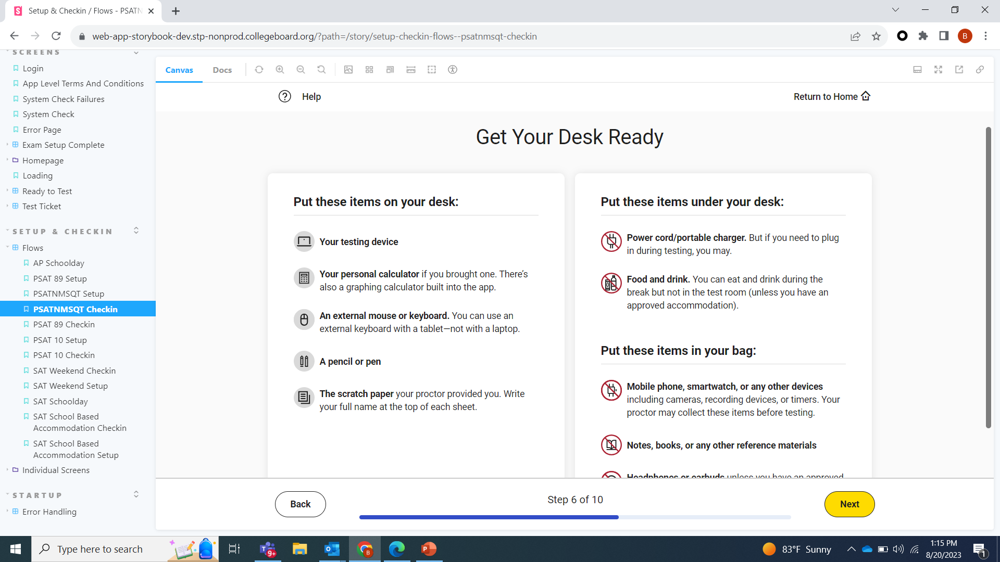 Setup & Checkin / Flows - PSATN
web-app-storybook-dev.stp-nonprod.collegeboard.org/?path=/story/setup-checkin-flows--psatnmsqt-checkin
B
SCREENS
Login
App Level Terms And Conditions
System Check Failures
System Check
Error Page
Exam Setup Complete
Homepage
Loading
Ready to Test
Test Ticket
SETUP & CHECKIN
Flows
AP Schoolday
PSAT 89 Setup
PSATNMSQT Setup
PSATNMSQT Checkin
PSAT 89 Checkin
PSAT 10 Setup
PSAT 10 Checkin
SAT Weekend Checkin
SAT Weekend Setup
SAT Schoolday
SAT School Based
Accommodation Checkin
SAT School Based
Accommodation Setup
Individual Screens
STARTUP
Error Handling
Canvas
Docs
Help
Return to Home
Get Your Desk Ready
Put these items on your desk:
Your testing device
Your personal calculator if you brought one. There's
also a graphing calculator built into the app.
An external mouse or keyboard. You can use an
external keyboard with a tablet—not with a laptop.
A pencil or pen
The scratch paper your proctor provided you. Write
your full name at the top of each sheet.
Put these items under your desk:
Power cord/portable charger. But if you need to plug
in during testing, you may.
Food and drink. You can eat and drink during the
break but not in the test room (unless you have an
approved accommodation).
Put these items in your bag:
Mobile phone, smartwatch, or any other devices
including cameras, recording devices, or timers. Your
proctor may collect these items before testing.
Notes, books, or any other reference materials
Headphones or earbuds unless you have an approved
Back
Step 6 of 10
Next
Type here to search
9+
83°F Sunny
1:15 PM
8/20/2023
1